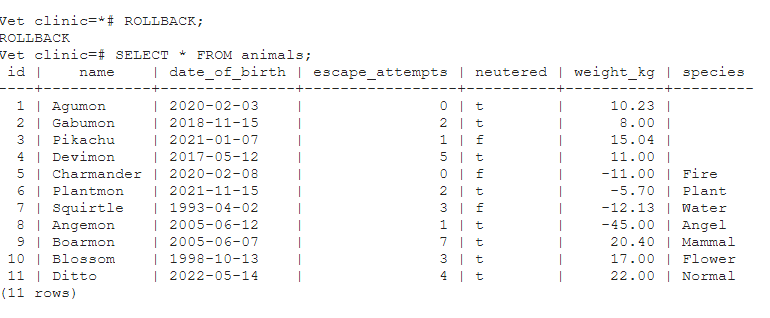 Vet clinic=*# ROLLBACK;
ROLLBACK
Vet clinic=# SELECT * FROM animals;
 id |    name    | date_of_birth | escape_attempts | neutered | weight_kg | species
----+------------+---------------+-----------------+----------+-----------+---------
  1 | Agumon     | 2020-02-03    |               0 | t        |     10.23 |
  2 | Gabumon    | 2018-11-15    |               2 | t        |      8.00 |
  3 | Pikachu    | 2021-01-07    |               1 | f        |     15.04 |
  4 | Devimon    | 2017-05-12    |               5 | t        |     11.00 |
  5 | Charmander | 2020-02-08    |               0 | f        |    -11.00 | Fire
  6 | Plantmon   | 2021-11-15    |               2 | t        |     -5.70 | Plant
  7 | Squirtle   | 1993-04-02    |               3 | f        |    -12.13 | Water
  8 | Angemon    | 2005-06-12    |               1 | t        |    -45.00 | Angel
  9 | Boarmon    | 2005-06-07    |               7 | t        |     20.40 | Mammal
 10 | Blossom    | 1998-10-13    |               3 | t        |     17.00 | Flower
 11 | Ditto      | 2022-05-14    |               4 | t        |     22.00 | Normal
(11 rows)